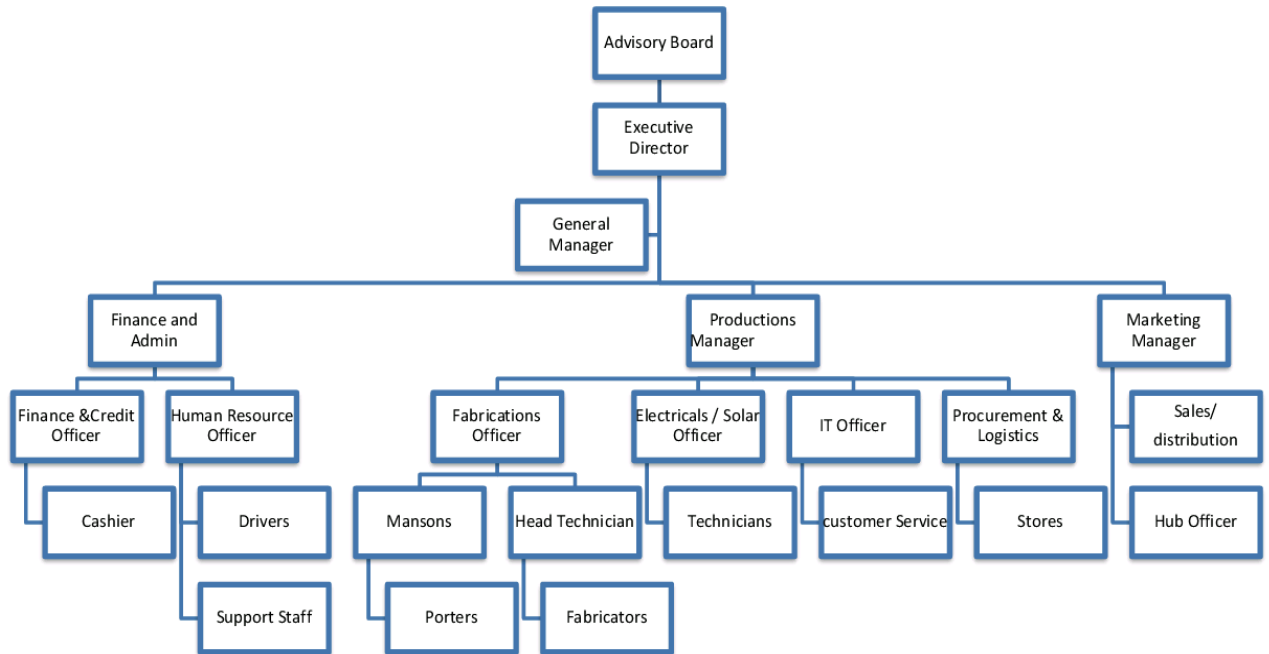 Advisory Board
Executive
Director
General
Manager
Finance and
Admin
Productions
Manager
Marketing
Manager
Finance &Credit
Officer
Human Resource
Officer
Fabrications
Officer
Electricals / Solar
Officer
IT Officer
Procurement &
Logistics
Sales/
distribution
Cashier
Drivers
Mansons
Head Technician
Technicians
customer Service
Stores
Hub Officer
Support Staff
Porters
Fabricators